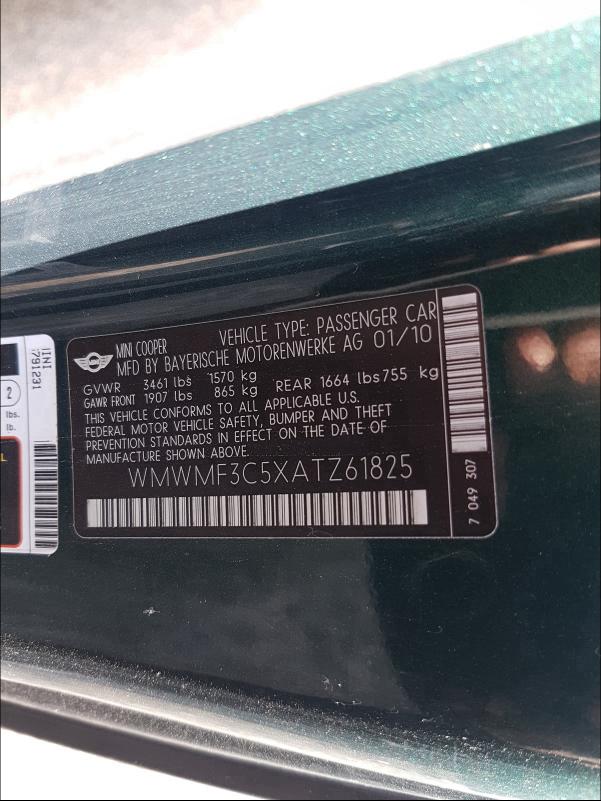 MINI COOPER VEHICLE TYPE: PASSENGER CAR
MFD BY BAYERISCHE MOTORENWERKE AG 01/10
GVWR 3461 lbs 1570 kg
GAWR FRONT 1907 lbs 865 kg REAR 1664 lbs 755 kg
THIS VEHICLE CONFORMS TO ALL APPLICABLE U.S.
FEDERAL MOTOR VEHICLE SAFETY, BUMPER AND THEFT
PREVENTION STANDARDS IN EFFECT ON THE DATE OF
MANUFACTURE SHOWN ABOVE.
WMWMF3C5XATZ61825
7 049 307
2
lbs.
lb.